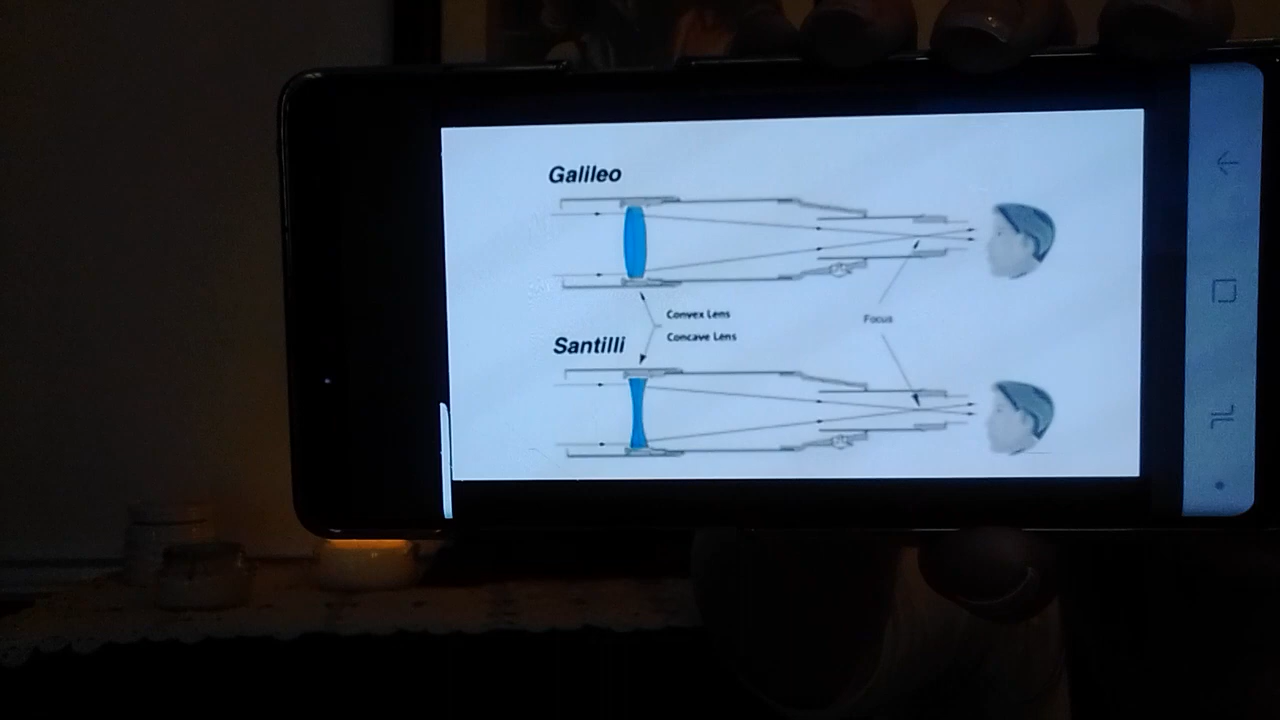 Galileo
Convex Lens
Concave Lens
Focus
Santilli